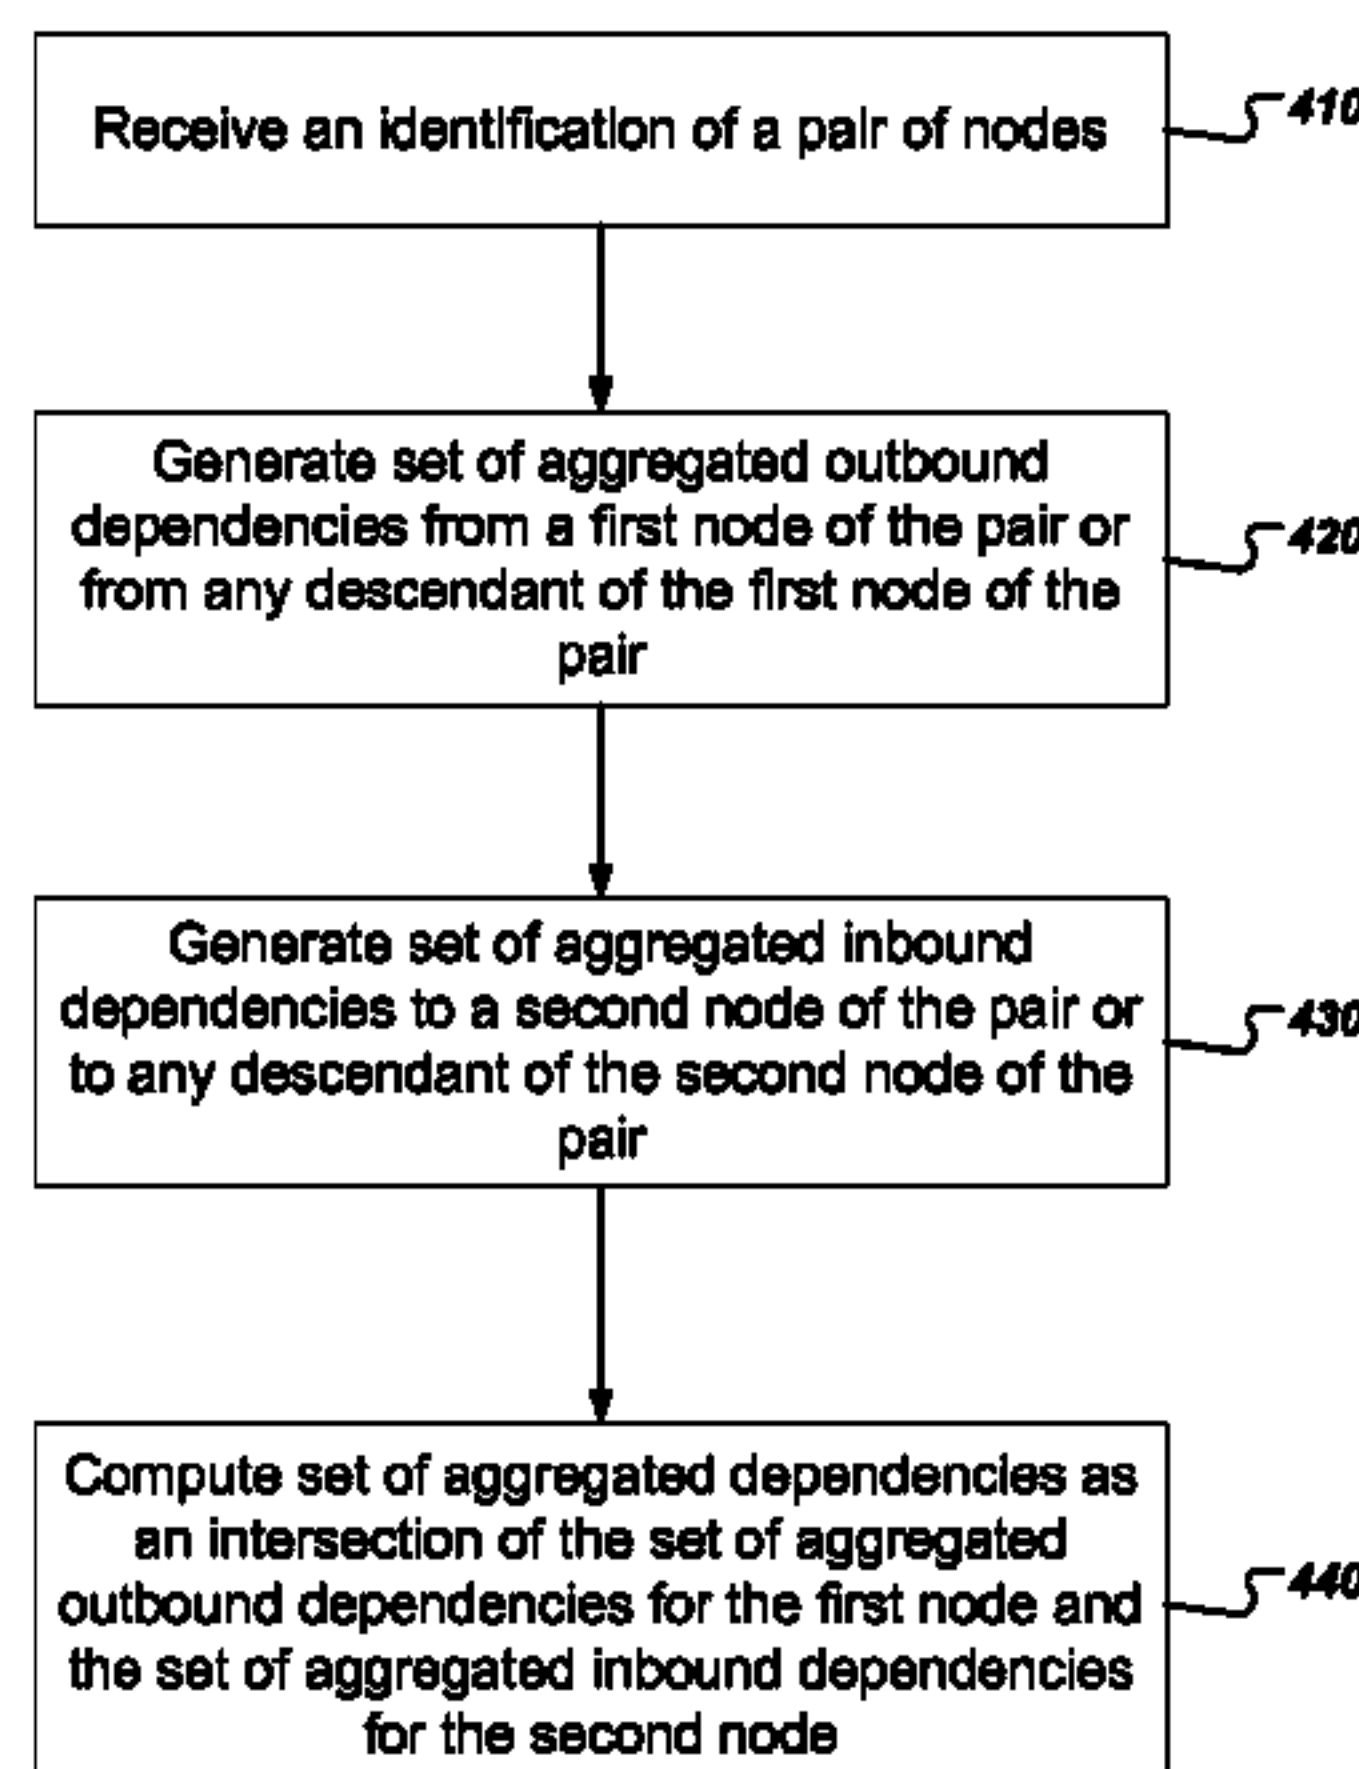 Receive an identification of a pair of nodes
410
Generate set of aggregated outbound
dependencies from a first node of the pair or
from any descendant of the first node of the
pair
420
Generate set of aggregated inbound
dependencies to a second node of the pair or
to any descendant of the second node of the
pair
430
Compute set of aggregated dependencies as
an intersection of the set of aggregated
outbound dependencies for the first node and
the set of aggregated inbound dependencies
for the second node
440